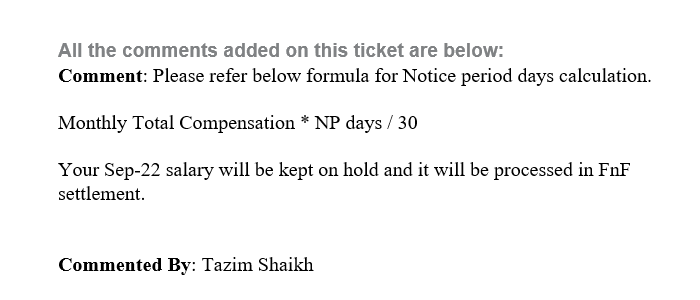 All the comments added on this ticket are below:
Comment: Please refer below formula for Notice period days calculation.
Monthly Total Compensation * NP days / 30
Your Sep-22 salary will be kept on hold and it will be processed in FnF
settlement.
Commented By: Tazim Shaikh